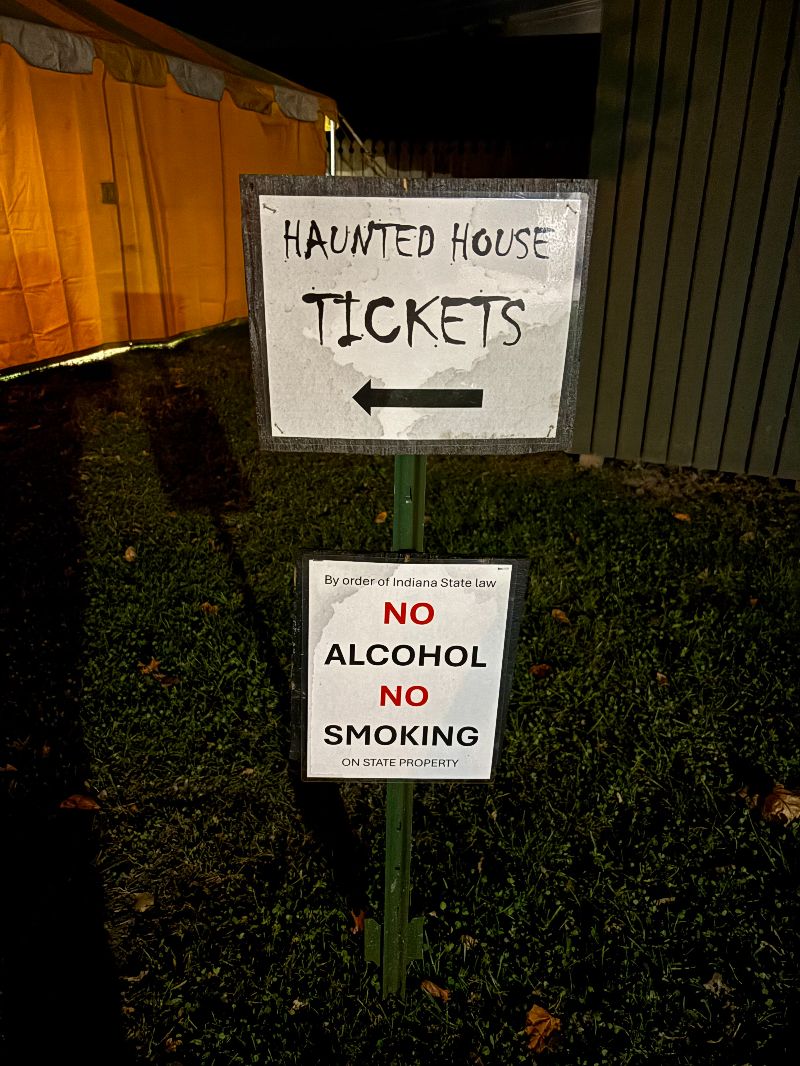 HAUNTED HOUSE
TICKETS
By order of Indiana State law
NO
ALCOHOL
NO
SMOKING
ON STATE PROPERTY